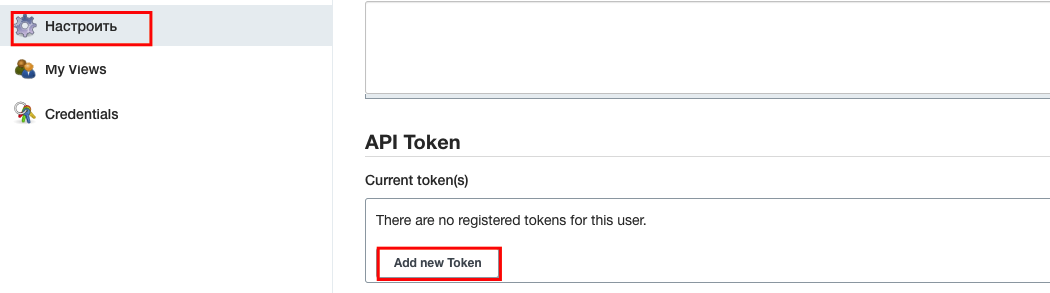 Настроить
My Views
Credentials
API Token
Current token(s)
There are no registered tokens for this user.
Add new Token